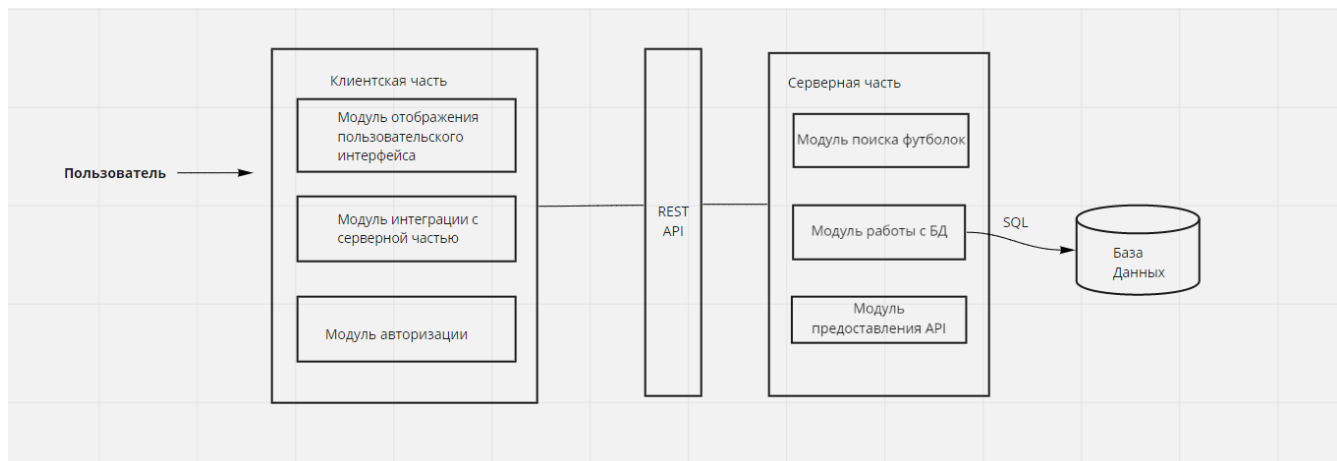 Пользователь
Клиентская часть
Модуль отображения
пользовательского
интерфейса
Модуль интеграции с
серверной частью
Модуль авторизации
REST
API
Серверная часть
Модуль поиска футболок
Модуль работы с БД
Модуль
предоставления API
SQL
База
Данных